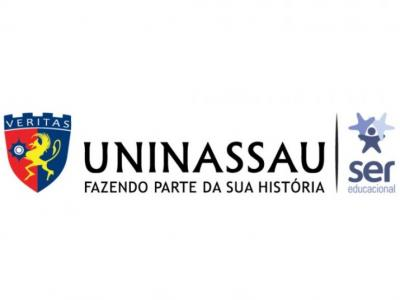 VERITAS
UNINASSAU
FAZENDO PARTE DA SUA HISTÓRIA
ser
educacional